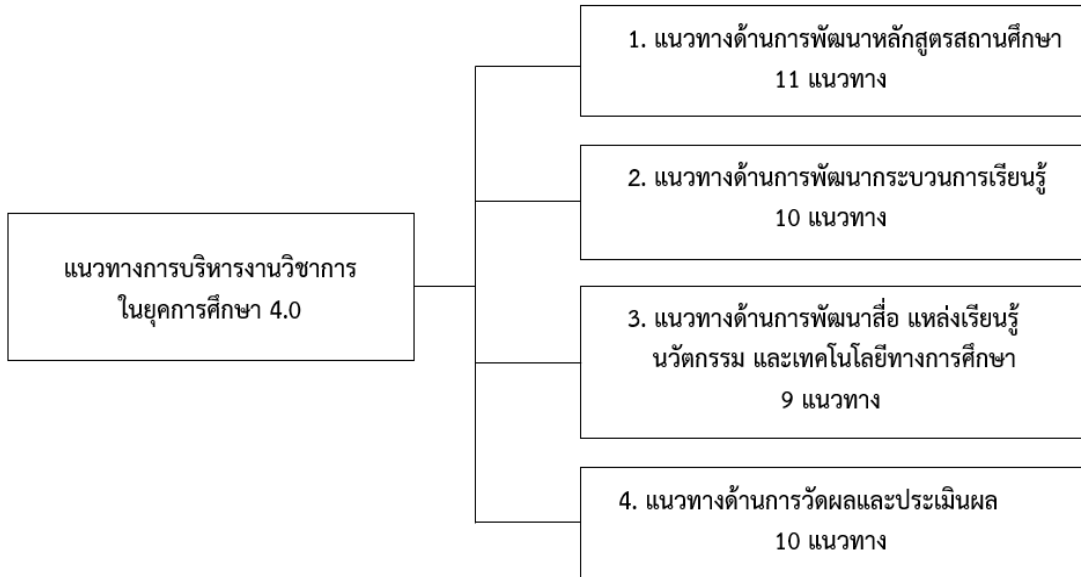 แนวทางการบริหารงานวิชาการ
ในยุคการศึกษา 4.0
1. แนวทางด้านการพัฒนาหลักสูตรสถานศึกษา
11 แนวทาง
2. แนวทางด้านการพัฒนากระบวนการเรียนรู้
10 แนวทาง
3. แนวทางด้านการพัฒนาสื่อ แหล่งเรียนรู้
นวัตกรรม และเทคโนโลยีทางการศึกษา
9 แนวทาง
4. แนวทางด้านการวัดผลและประเมินผล
10 แนวทาง